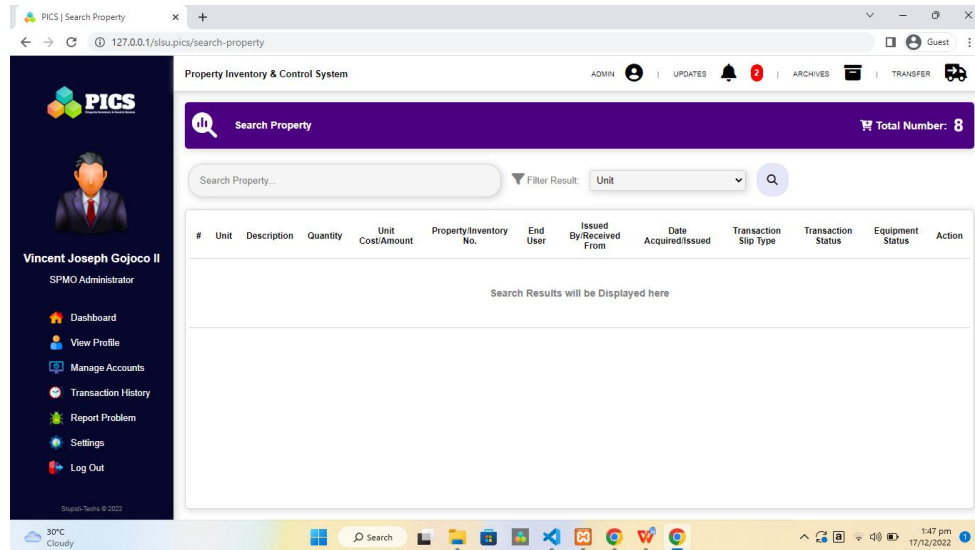 PICS | Search Property
127.0.0.1/slsu.pics/search-property
Guest
PICS
Property Inventory & Control System
ADMIN | UPDATES 2 | ARCHIVES | TRANSFER
Search Property
Total Number: 8
Search Property...
Filter Result: Unit
# Unit Description Quantity Unit Cost/Amount Property/Inventory No. End User Issued By/Received From Date Acquired/Issued Transaction Slip Type Transaction Status Equipment Status Action
Search Results will be Displayed here
Vincent Joseph Gojoco II
SPMO Administrator
Dashboard
View Profile
Manage Accounts
Transaction History
Report Problem
Settings
Log Out
Stupidi-Techs © 2022
30°C
Cloudy
Search
1:47 pm
17/12/2022
1